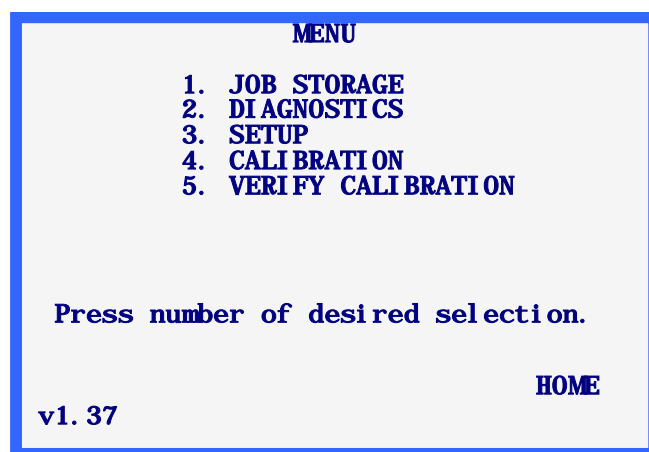 MENU
1. JOB STORAGE
2. DIAGNOSTICS
3. SETUP
4. CALIBRATION
5. VERIFY CALIBRATION
Press number of desired selection.
HOME
v1.37